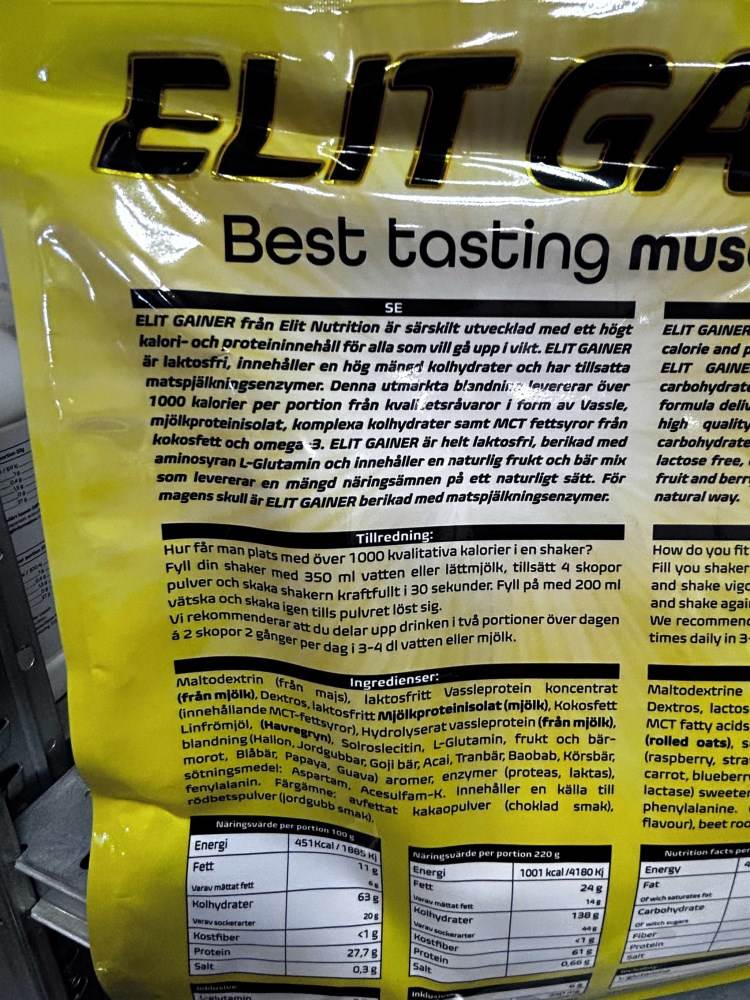 ELIT GA
Best tasting mus
SE
ELIT GAINER från Elit Nutrition är särskilt utvecklad med ett högt
kalori- och proteininnehåll för alla som vill gå upp i vikt. ELIT GAINER
är laktosfri, innehåller en hög mängd kolhydrater och har tillsatta
matspjälkningsenzymer. Denna utmärkta blandning levererar över
1000 kalorier per portion från kvalitetsråvaror i form av Vassle,
mjölkproteinisolat, komplexa kolhydrater samt MCT fettsyror från
kokosfett och omega -3. ELIT GAINER är helt laktosfri, berikad med
aminosyran L-Glutamin och innehåller en naturlig frukt och bär mix
som levererar en mängd näringsämnen på ett naturligt sätt. För
magens skull är ELIT GAINER berikad med matspjälkningsenzymer.
Tillredning:
Hur får man plats med över 1000 kvalitativa kalorier i en shaker?
Fyll din shaker med 350 ml vatten eller lättmjölk, tillsätt 4 skopor
pulver och skaka shakern kraftfullt i 30 sekunder. Fyll på med 200 ml
vätska och skaka igen tills pulvret löst sig.
Vi rekommenderar att du delar upp drinken i två portioner över dagen
á 2 skopor 2 gånger per dag i 3-4 dl vatten eller mjölk.
Ingredienser:
Maltodextrin (från majs), laktosfritt Vassleprotein koncentrat
(från mjölk), Dextros, laktosfritt Mjölkproteinisolat (mjölk), Kokosfett
(innehållande MCT-fettsyror), Hydrolyserat vassleprotein (från mjölk),
Linfrömjöl, (Havregryn), Solroslecitin, L-Glutamin, frukt och bär-
blandning (Hallon, Jordgubbar, Goji bär, Acai, Tranbär, Baobab, Körsbär,
morot, Blåbär, Papaya, Guava) aromer, enzymer (proteas, laktas),
sötningsmedel: Aspartam, Acesulfam-K. Innehåller en källa till
fenylalanin. Färgämne: avfettat kakaopulver (choklad smak),
rödbetspulver (jordgubb smak).
Näringsvärde per portion 100 g
Energi 451Kcal / 1885 Kj
Fett 11 g
Varav mättat fett 6 g
Kolhydrater 63 g
Varav sockerarter 20 g
Kostfiber <1 g
Protein 27,7 g
Salt 0,3 g
Inklusive
L-glutamin
Näringsvärde per portion 220 g
Energi 1001 kcal /4180 Kj
Fett 24 g
Varav mättat fett 14 g
Kolhydrater 138 g
Varav sockerarter 44 g
Kostfiber <1 g
Protein 61 g
Salt 0,66 g
Inklusive
ELIT GAINER
calorie and p
ELIT GAINE
carbohydrate
formula deliv
high quality
carbohydrate
lactose free,
fruit and berr
natural way.
How do you fit
Fill you shaker
and shake vigo
and shake agai
We recommend
times daily in 3-
Maltodextrine
Dextros, lactos
MCT fatty acids
(rolled oats), s
(raspberry, stra
carrot, blueberr
lactase) sweeter
phenylalanine.
flavour), beet roo
Nutrition facts per
Energy 4
Fat
Of wich saturates fat
Carbohydrate
Of witch sugars
Fiber
Protein
Salt